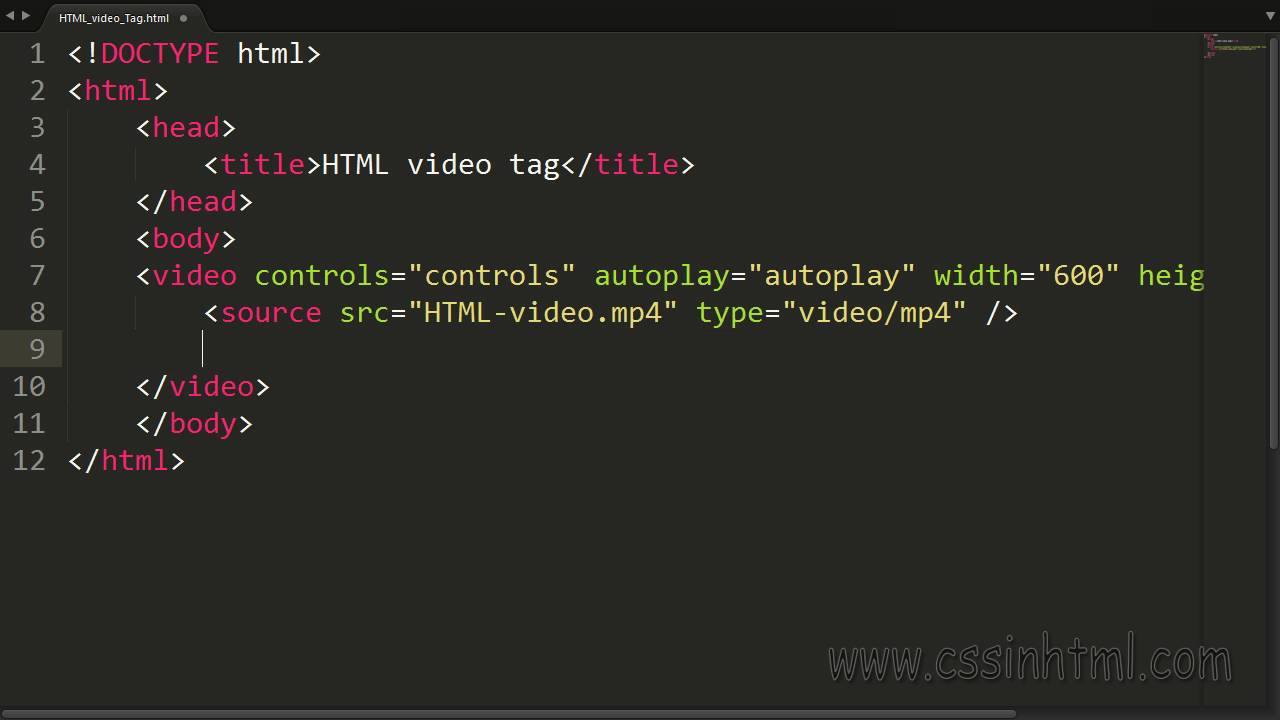 HTML_video_Tag.html
1 <!DOCTYPE html>
2 <html>
3     <head>
4         <title>HTML video tag</title>
5     </head>
6     <body>
7     <video controls="controls" autoplay="autoplay" width="600" heig
8         <source src="HTML-video.mp4" type="video/mp4" />
9
10     </video>
11     </body>
12 </html>
www.cssinhtml.com